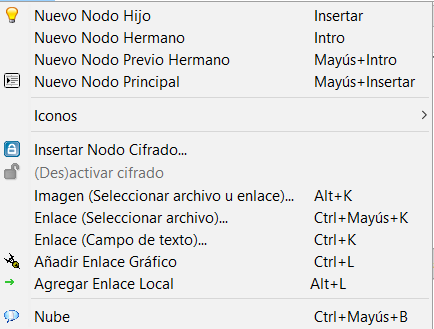 Nuevo Nodo Hijo Insertar
Nuevo Nodo Hermano Intro
Nuevo Nodo Previo Hermano Mayús+Intro
Nuevo Nodo Principal Mayús+Insertar
Iconos
Insertar Nodo Cifrado...
(Des)activar cifrado
Imagen (Seleccionar archivo u enlace)... Alt+K
Enlace (Seleccionar archivo)... Ctrl+Mayús+K
Enlace (Campo de texto)... Ctrl+K
Añadir Enlace Gráfico Ctrl+L
Agregar Enlace Local Alt+L
Nube Ctrl+Mayús+B